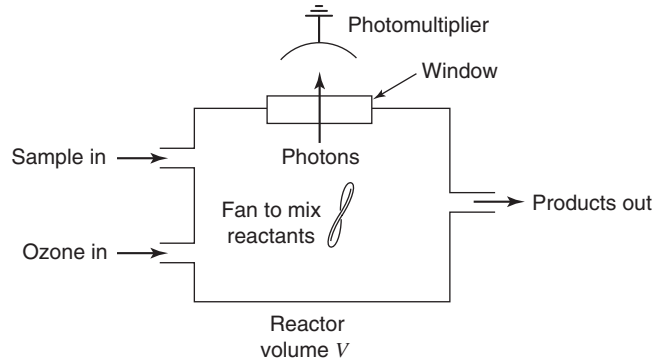 Photomultiplier
Window
Sample in
Photons
Fan to mix
reactants
Products out
Ozone in
Reactor
volume V